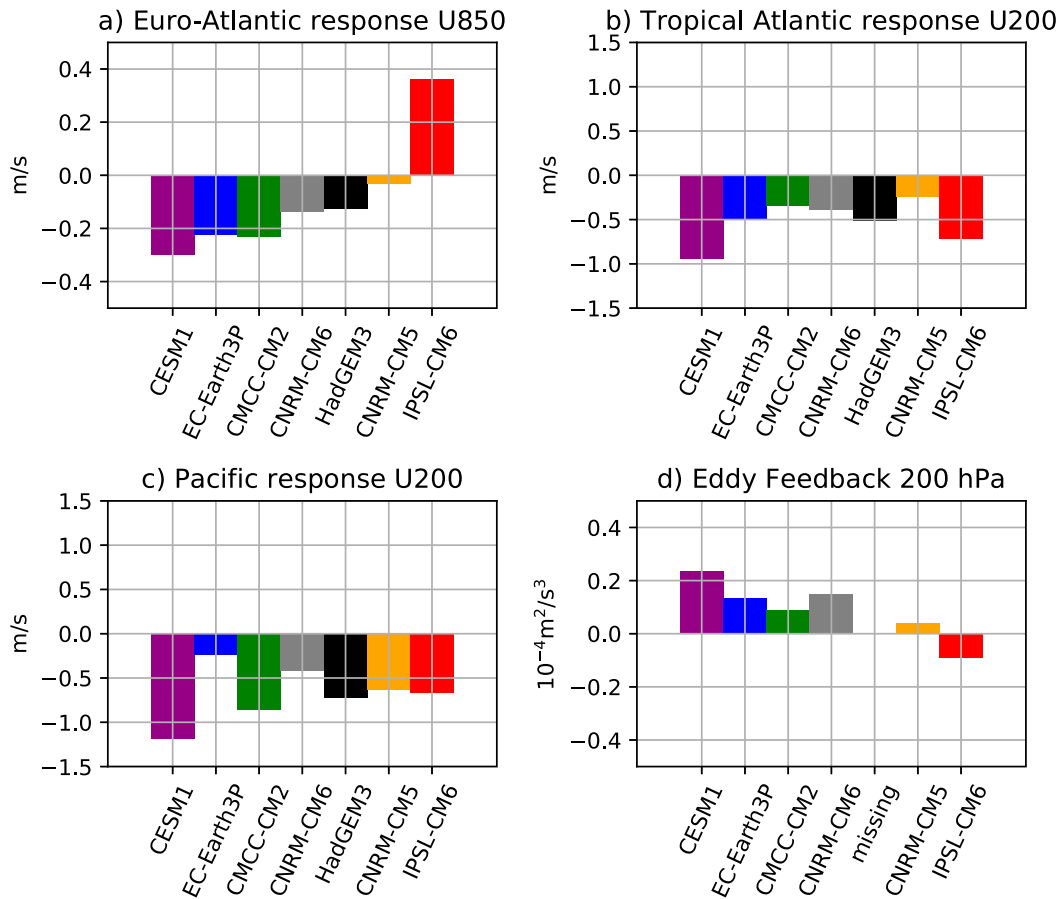 a) Euro-Atlantic response U850
0.4
0.2
0.0
−0.2
−0.4
m/s
CESM1
EC-Earth3P
CMCC-CM2
CNRM-CM6
HadGEM3
CNRM-CM5
IPSL-CM6
b) Tropical Atlantic response U200
1.5
1.0
0.5
0.0
−0.5
−1.0
−1.5
m/s
CESM1
EC-Earth3P
CMCC-CM2
CNRM-CM6
HadGEM3
CNRM-CM5
IPSL-CM6
c) Pacific response U200
1.5
1.0
0.5
0.0
−0.5
−1.0
−1.5
m/s
CESM1
EC-Earth3P
CMCC-CM2
CNRM-CM6
HadGEM3
CNRM-CM5
IPSL-CM6
d) Eddy Feedback 200 hPa
0.4
0.2
0.0
−0.2
−0.4
10⁻⁴m²/s³
CESM1
EC-Earth3P
CMCC-CM2
CNRM-CM6
missing
CNRM-CM5
IPSL-CM6